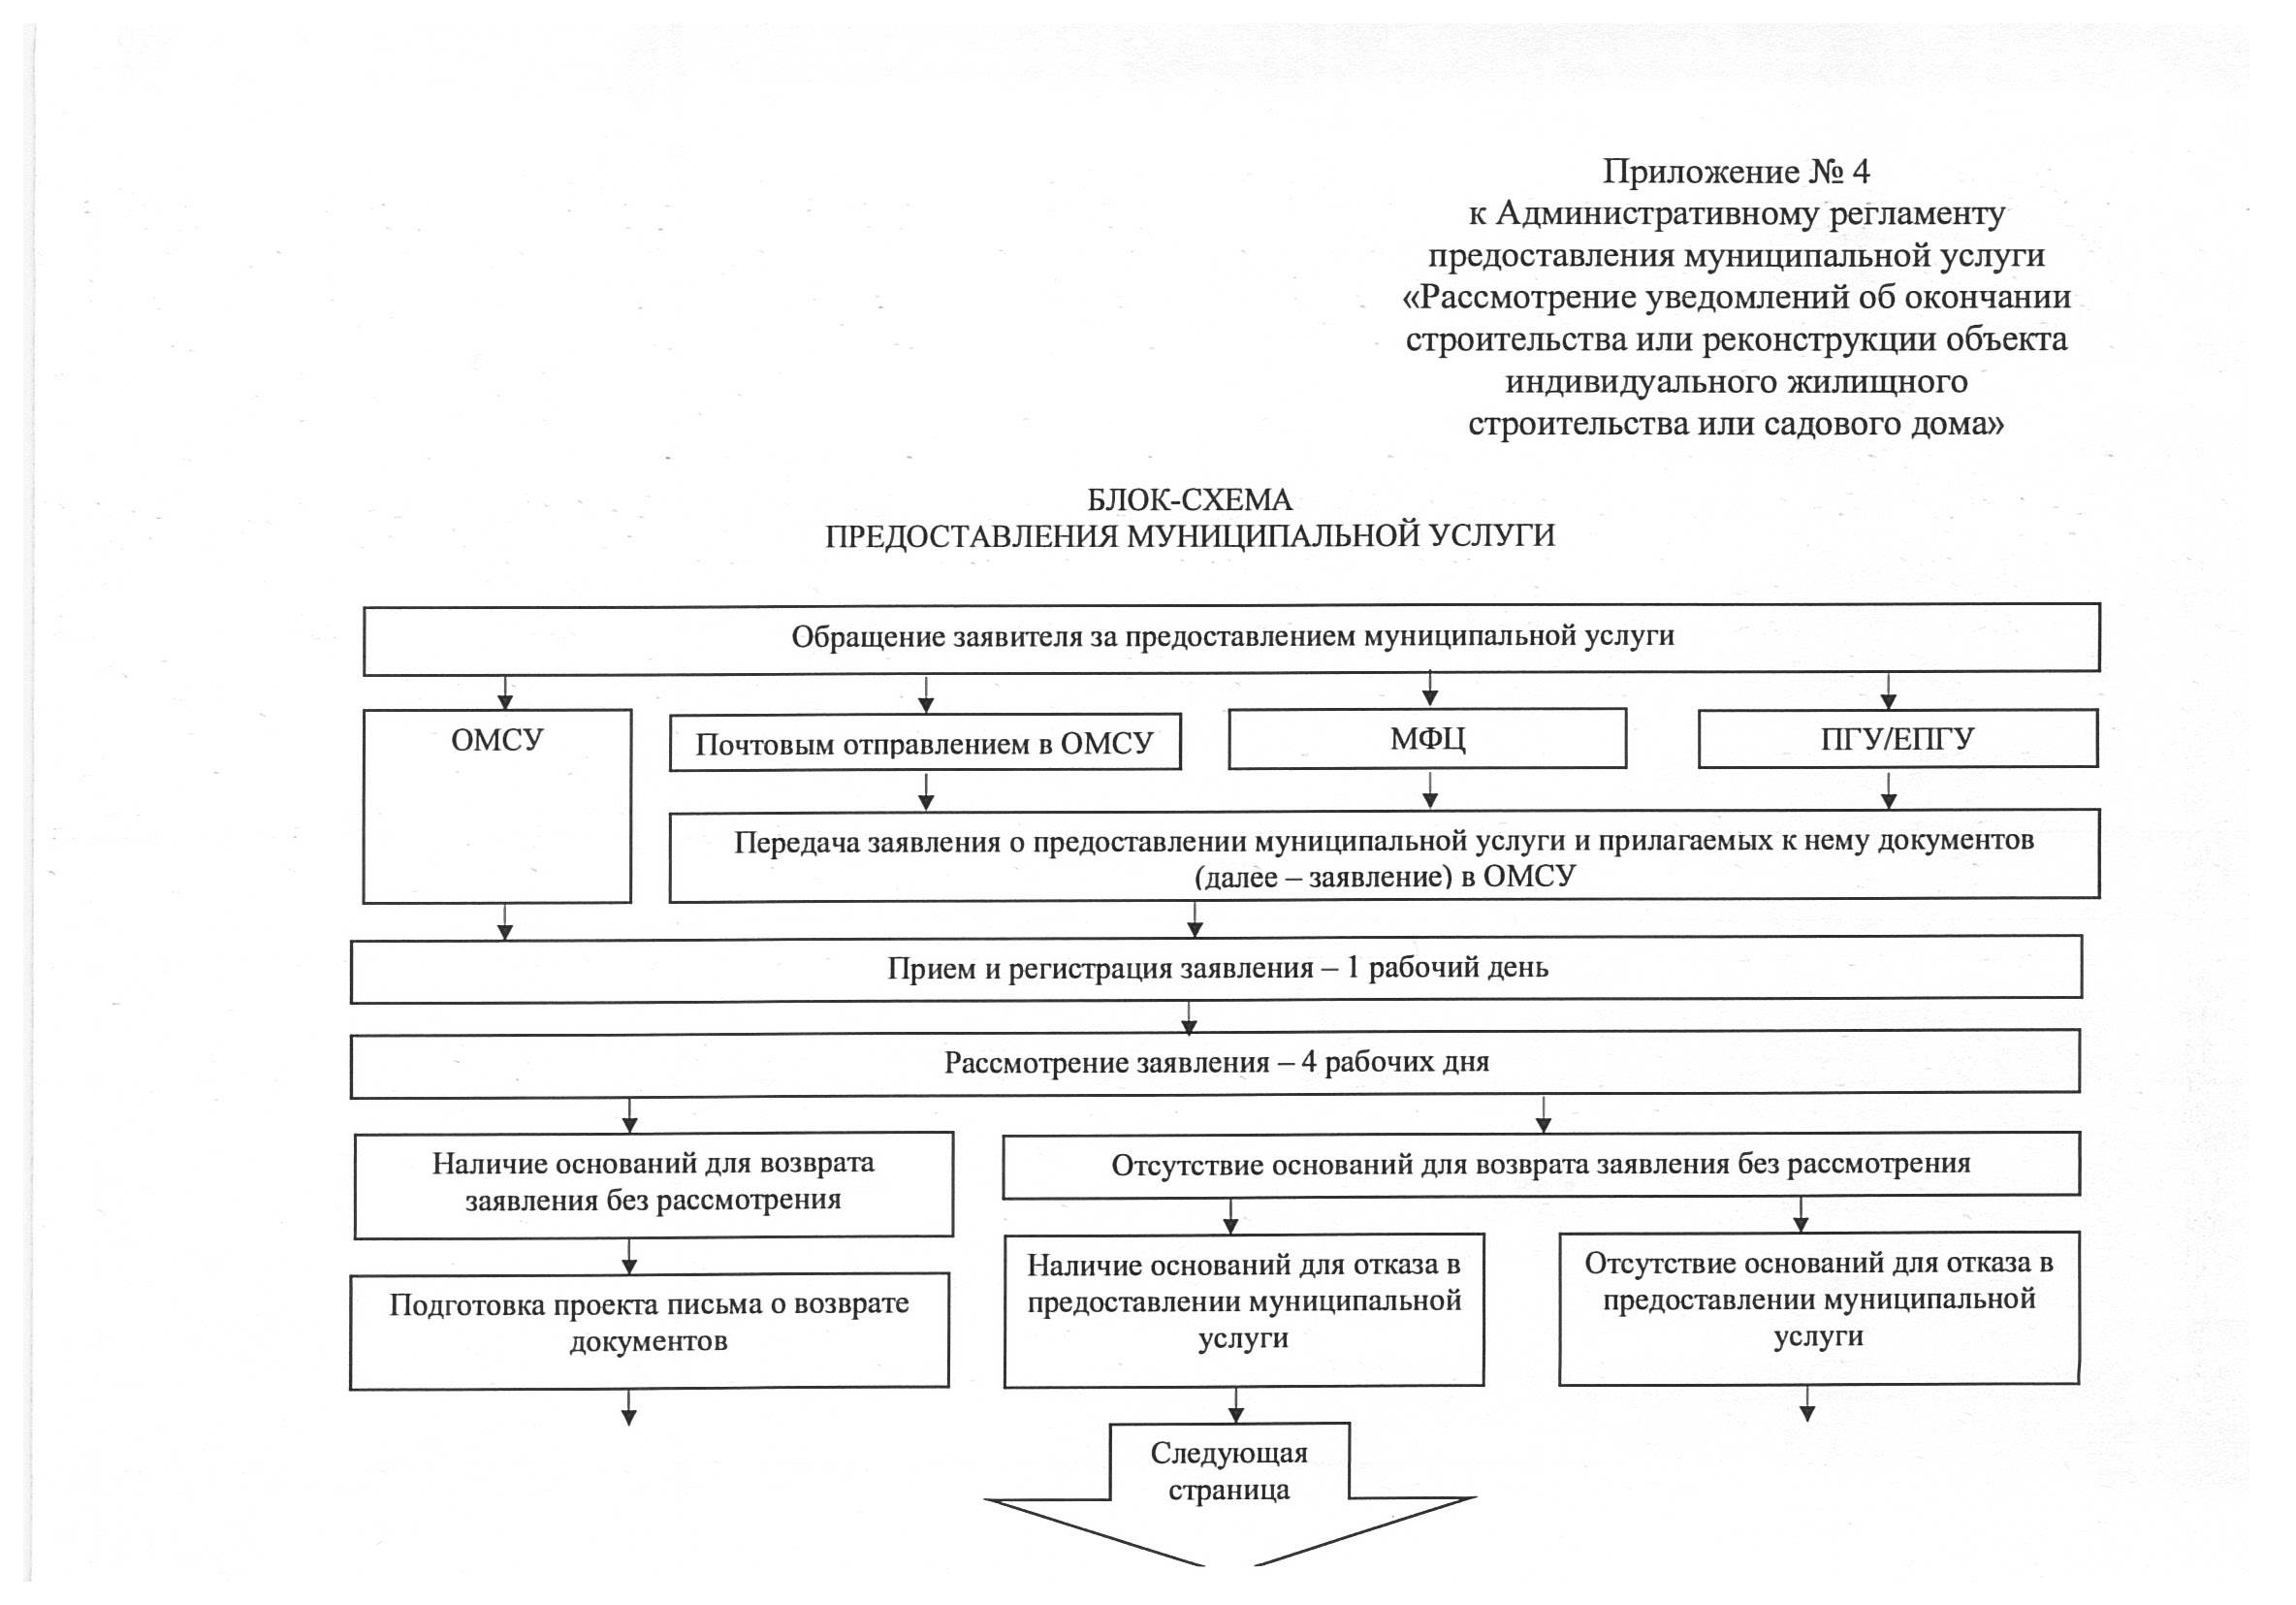 Приложение № 4
к Административному регламенту
предоставления муниципальной услуги
«Рассмотрение уведомлений об окончании
строительства или реконструкции объекта
индивидуального жилищного
строительства или садового дома»
БЛОК-СХЕМА
ПРЕДОСТАВЛЕНИЯ МУНИЦИПАЛЬНОЙ УСЛУГИ
Обращение заявителя за предоставлением муниципальной услуги
ОМСУ
Почтовым отправлением в ОМСУ
МФЦ
ПГУ/ЕПГУ
Передача заявления о предоставлении муниципальной услуги и прилагаемых к нему документов
(далее – заявление) в ОМСУ
Прием и регистрация заявления – 1 рабочий день
Рассмотрение заявления – 4 рабочих дня
Наличие оснований для возврата
заявления без рассмотрения
Отсутствие оснований для возврата заявления без рассмотрения
Подготовка проекта письма о возврате
документов
Наличие оснований для отказа в
предоставлении муниципальной
услуги
Отсутствие оснований для отказа в
предоставлении муниципальной
услуги
Следующая
страница